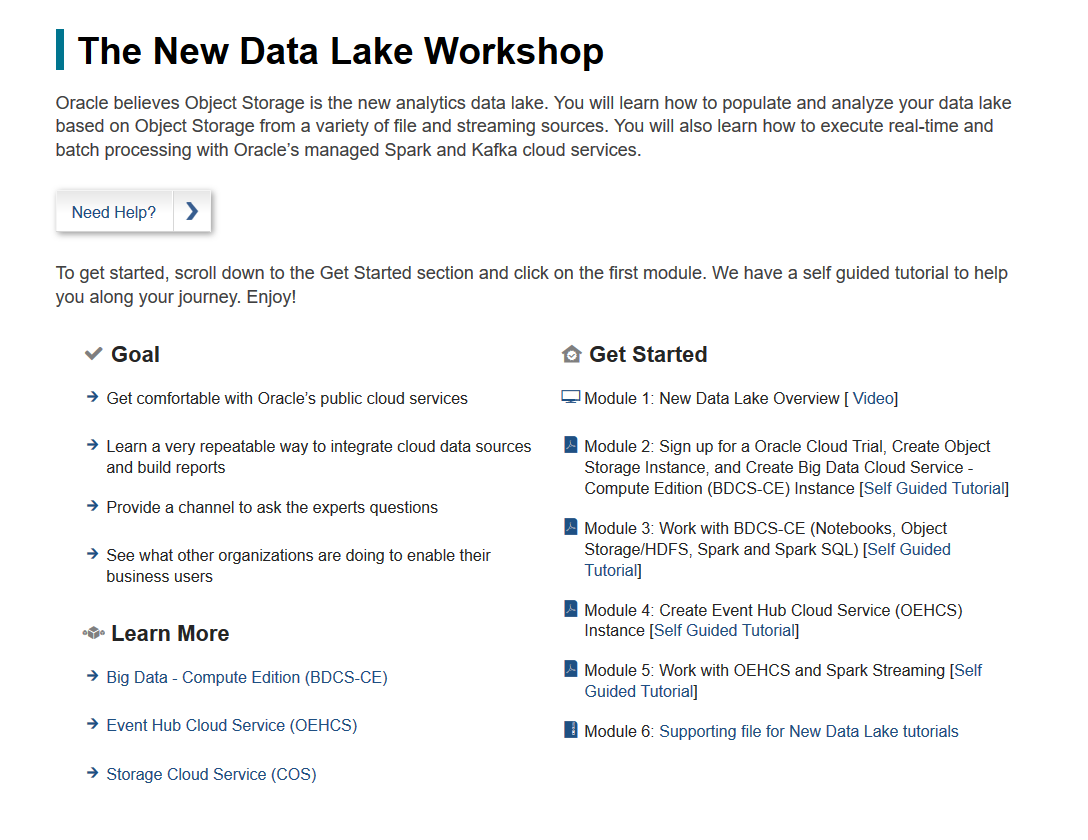 The New Data Lake Workshop
Oracle believes Object Storage is the new analytics data lake. You will learn how to populate and analyze your data lake
based on Object Storage from a variety of file and streaming sources. You will also learn how to execute real-time and
batch processing with Oracle’s managed Spark and Kafka cloud services.
Need Help?
To get started, scroll down to the Get Started section and click on the first module. We have a self guided tutorial to help
you along your journey. Enjoy!
Goal
Get comfortable with Oracle’s public cloud services
Learn a very repeatable way to integrate cloud data sources
and build reports
Provide a channel to ask the experts questions
See what other organizations are doing to enable their
business users
Learn More
Big Data - Compute Edition (BDCS-CE)
Event Hub Cloud Service (OEHCS)
Storage Cloud Service (COS)
Get Started
Module 1: New Data Lake Overview [ Video]
Module 2: Sign up for a Oracle Cloud Trial, Create Object
Storage Instance, and Create Big Data Cloud Service -
Compute Edition (BDCS-CE) Instance [Self Guided Tutorial]
Module 3: Work with BDCS-CE (Notebooks, Object
Storage/HDFS, Spark and Spark SQL) [Self Guided
Tutorial]
Module 4: Create Event Hub Cloud Service (OEHCS)
Instance [Self Guided Tutorial]
Module 5: Work with OEHCS and Spark Streaming [Self
Guided Tutorial]
Module 6: Supporting file for New Data Lake tutorials